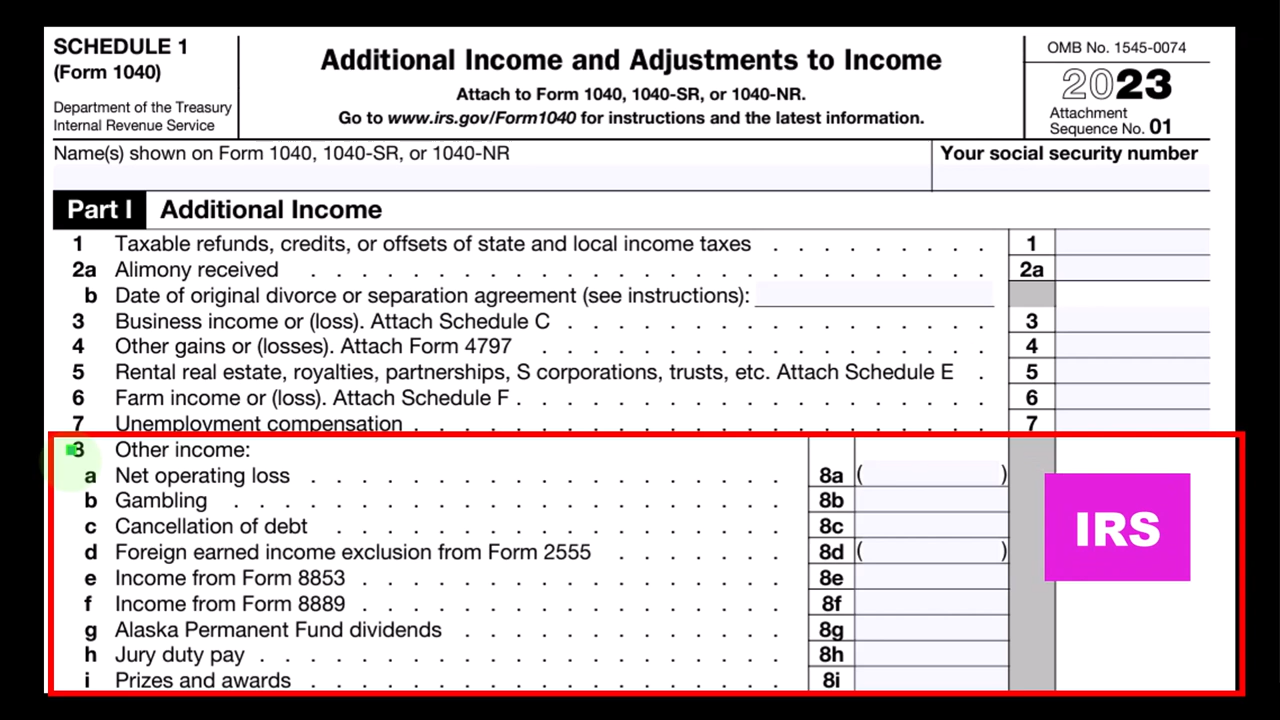 SCHEDULE 1
(Form 1040)
Department of the Treasury
Internal Revenue Service
Additional Income and Adjustments to Income
Attach to Form 1040, 1040-SR, or 1040-NR.
Go to www.irs.gov/Form1040 for instructions and the latest information.
OMB No. 1545-0074
2023
Attachment
Sequence No. 01
Name(s) shown on Form 1040, 1040-SR, or 1040-NR
Your social security number
Part I Additional Income
1 Taxable refunds, credits, or offsets of state and local income taxes . . . . . . . . . 1
2a Alimony received . . . . . . . . . . . . . . . . . . . . . . . . . . . 2a
b Date of original divorce or separation agreement (see instructions):
3 Business income or (loss). Attach Schedule C . . . . . . . . . . . . . . . . . 3
4 Other gains or (losses). Attach Form 4797 . . . . . . . . . . . . . . . . . . 4
5 Rental real estate, royalties, partnerships, S corporations, trusts, etc. Attach Schedule E . 5
6 Farm income or (loss). Attach Schedule F . . . . . . . . . . . . . . . . . . . 6
7 Unemployment compensation . . . . . . . . . . . . . . . . . . . . . . . 7
Other income:
a Net operating loss . . . . . . . . . . . . . . . . . . . 8a ( )
b Gambling . . . . . . . . . . . . . . . . . . . . . . 8b
c Cancellation of debt . . . . . . . . . . . . . . . . . . 8c
d Foreign earned income exclusion from Form 2555 . . . . . . . 8d ( )
e Income from Form 8853 . . . . . . . . . . . . . . . . . 8e
f Income from Form 8889 . . . . . . . . . . . . . . . . . 8f
g Alaska Permanent Fund dividends . . . . . . . . . . . . . 8g
h Jury duty pay . . . . . . . . . . . . . . . . . . . . . 8h
i Prizes and awards . . . . . . . . . . . . . . . . . . . 8i
IRS